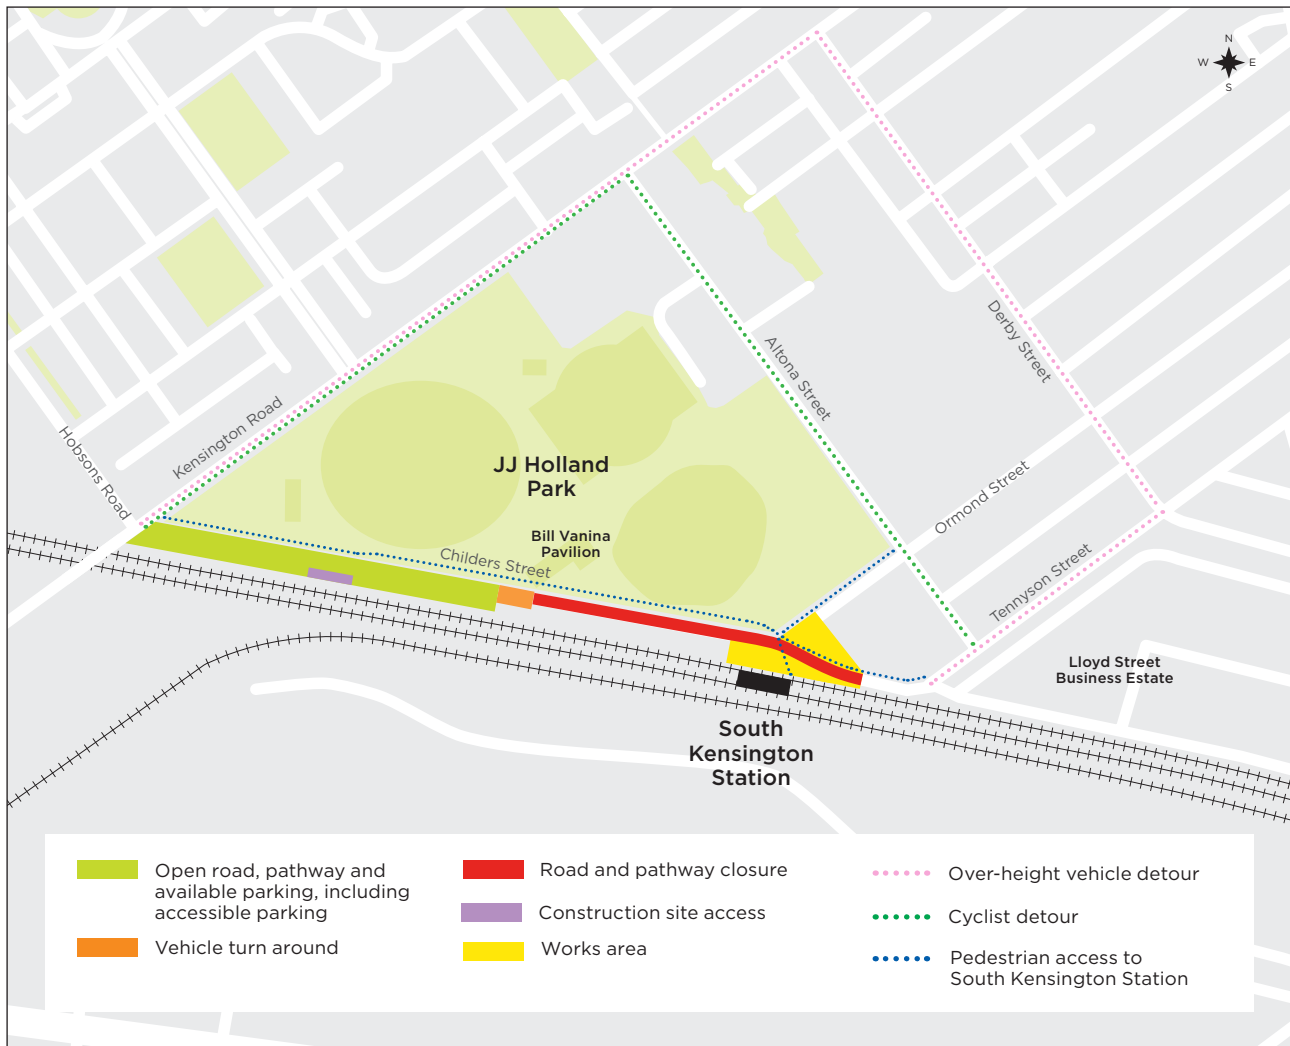 N
W E
S
Derby Street
Altona Street
Kensington Road
Hobsons Road
JJ Holland
Park
Ormond Street
Bill Vanina
Pavilion
Childers Street
Tennyson Street
Lloyd Street
Business Estate
South
Kensington
Station
Open road, pathway and
available parking, including
accessible parking
Vehicle turn around
Road and pathway closure
Construction site access
Works area
Over-height vehicle detour
Cyclist detour
Pedestrian access to
South Kensington Station